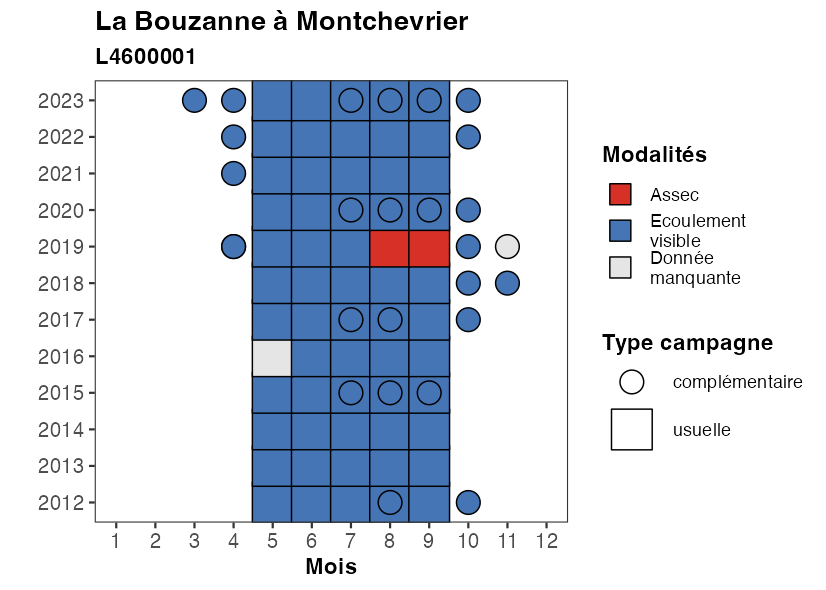 La Bouzanne à Montchevrier
L4600001
2023
2022
2021
2020
2019
2018
2017
2016
2015
2014
2013
2012
1 2 3 4 5 6 7 8 9 10 11 12
Mois
Modalités
Assec
Ecoulement
visible
Donnée
manquante
Type campagne
complémentaire
usuelle